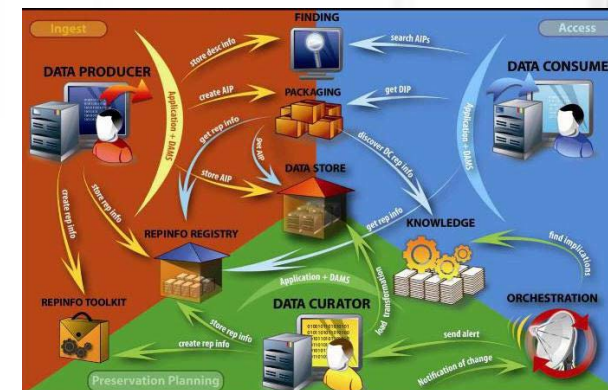 Ingest
FINDING
Access
store desc info
search AIPs
DATA PRODUCER
DATA CONSUME
create AIP
PACKAGING
get DIP
Application + DAMS
Application + DAMS
get rep info
get AIP
discover DC rep info
DATA STORE
store AIP
create rep info
store rep info
get rep info
REPINFO REGISTRY
KNOWLEDGE
find implications
Application + DAMS
load transformation
REPINFO TOOLKIT
DATA CURATOR
ORCHESTRATION
store rep info
create rep info
send alert
Notification of change
Preservation Planning